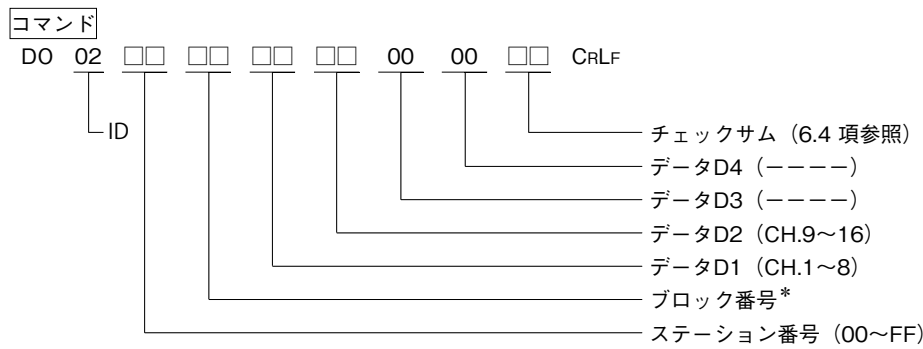 コマンド
DO 02 □□ □□ □□ □□ 00 00 □□ CRLF
ID
チェックサム（6.4 項参照）
データD4（－－－－）
データD3（－－－－）
データD2（CH.9～16）
データD1（CH.1～8）
ブロック番号*
ステーション番号（00～FF）